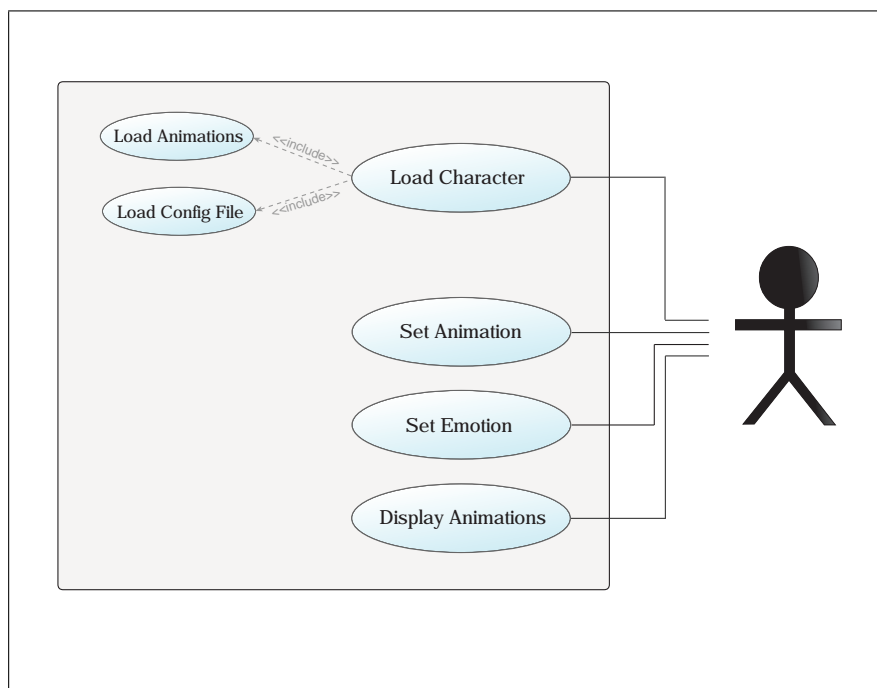 Load Animations
<<include>>
Load Character
Load Config File
<<include>>
Set Animation
Set Emotion
Display Animations